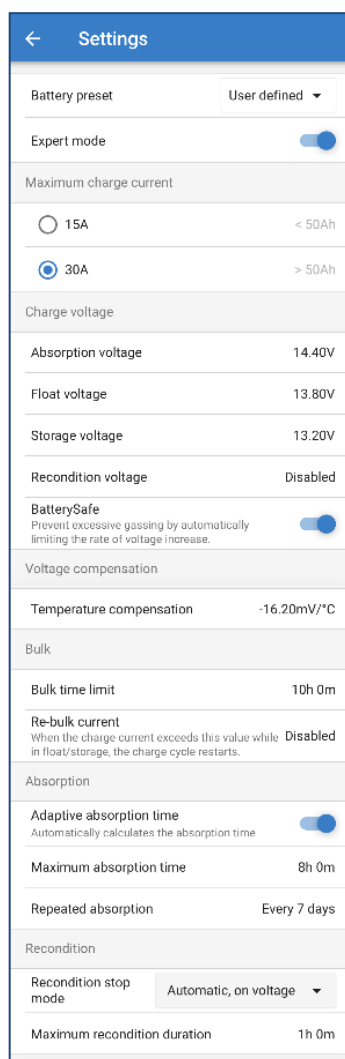 Settings
Battery preset User defined
Expert mode
Maximum charge current
15A < 50Ah
30A > 50Ah
Charge voltage
Absorption voltage 14.40V
Float voltage 13.80V
Storage voltage 13.20V
Recondition voltage Disabled
BatterySafe
Prevent excessive gassing by automatically
limiting the rate of voltage increase.
Voltage compensation
Temperature compensation -16.20mV/°C
Bulk
Bulk time limit 10h 0m
Re-bulk current
When the charge current exceeds this value while Disabled
in float/storage, the charge cycle restarts.
Absorption
Adaptive absorption time
Automatically calculates the absorption time
Maximum absorption time 8h 0m
Repeated absorption Every 7 days
Recondition
Recondition stop
mode Automatic, on voltage
Maximum recondition duration 1h 0m